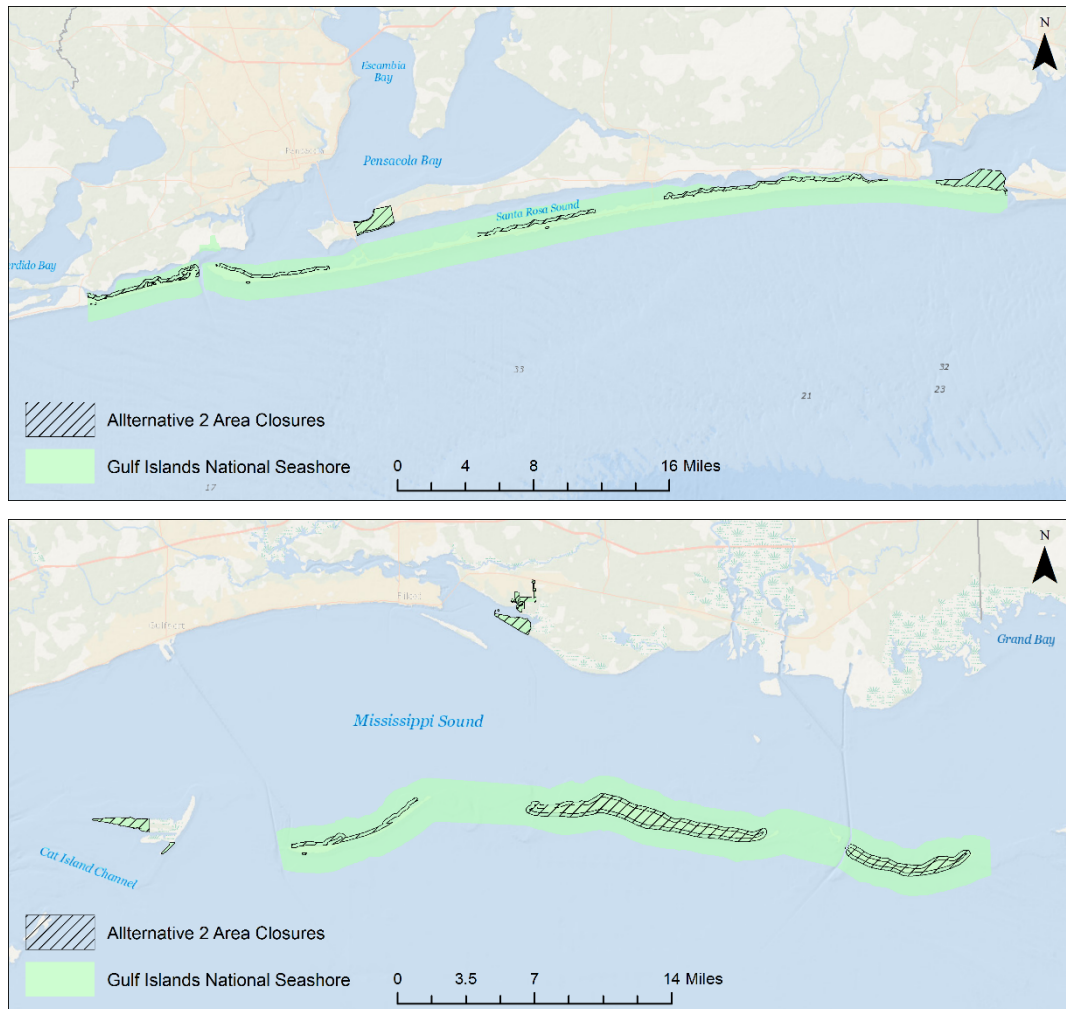 N
Escambia
Bay
Pensacola Bay
Santa Rosa Sound
rdido Bay
33
32
23
21
Allternative 2 Area Closures
Gulf Islands National Seashore
0 4 8 16 Miles
17
N
Gulfport
Grand Bay
Mississippi Sound
Cat Island Channel
Allternative 2 Area Closures
Gulf Islands National Seashore
0 3.5 7 14 Miles